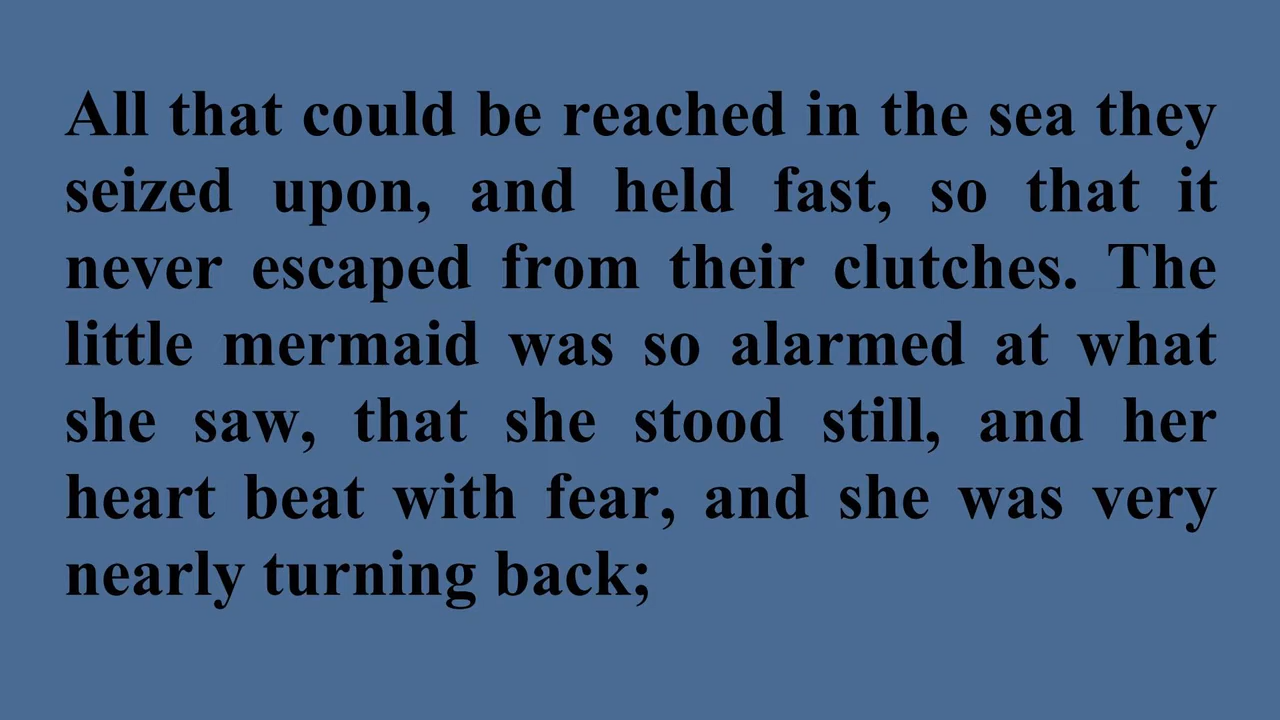 All that could be reached in the sea they
seized upon, and held fast, so that it
never escaped from their clutches. The
little mermaid was so alarmed at what
she saw, that she stood still, and her
heart beat with fear, and she was very
nearly turning back;